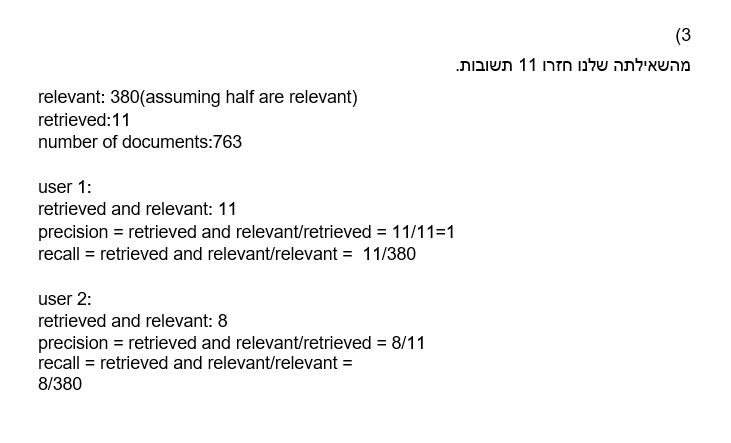 (3
מהשאילתה שלנו חזרו 11 תשובות.
relevant: 380(assuming half are relevant)
retrieved:11
number of documents:763
user 1:
retrieved and relevant: 11
precision = retrieved and relevant/retrieved = 11/11=1
recall = retrieved and relevant/relevant =  11/380
user 2:
retrieved and relevant: 8
precision = retrieved and relevant/retrieved = 8/11
recall = retrieved and relevant/relevant =
8/380